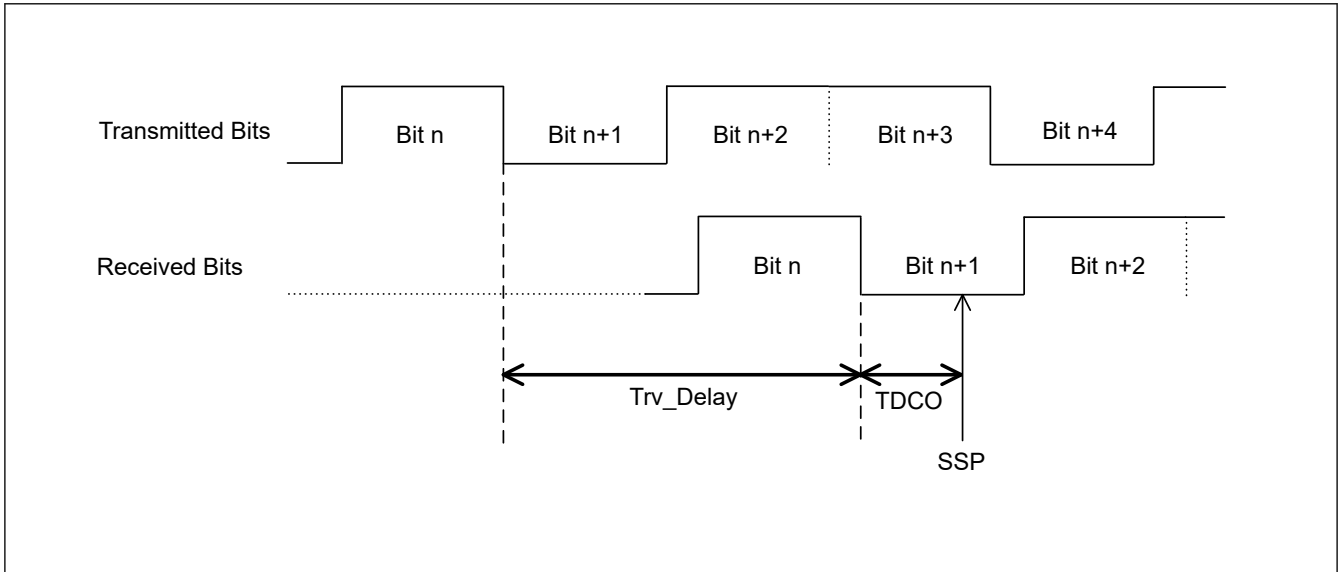 Transmitted Bits
Bit n
Bit n+1
Bit n+2
Bit n+3
Bit n+4
Received Bits
Bit n
Bit n+1
Bit n+2
Trv_Delay
TDCO
SSP